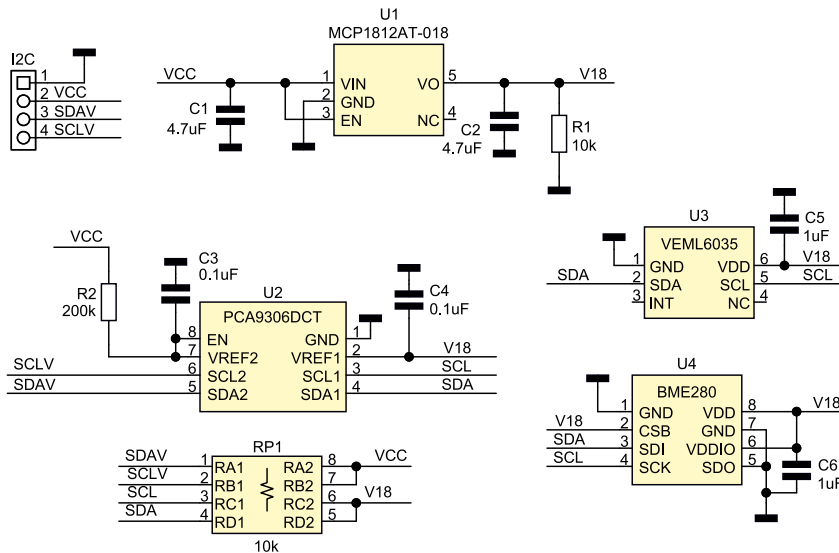 U1
MCP1812AT-018
I2C
1
2 VCC
3 SDAV
4 SCLV
VCC
1 VIN VO 5 V18
2 GND
3 EN NC 4
C1
4.7uF
C2
4.7uF
R1
10k
VCC
R2
200k
C3
0.1uF
U2
PCA9306DCT
C4
0.1uF
8 EN GND 1
7 VREF2 VREF1 2 V18
SCLV 6 SCL2 SCL1 3 SCL
SDAV 5 SDA2 SDA1 4 SDA
RP1
SDAV 1 RA1 RA2 8 VCC
SCLV 2 RB1 RB2 7
SCL 3 RC1 RC2 6 V18
SDA 4 RD1 RD2 5
10k
U3
VEML6035
C5
1uF
1 GND VDD 6 V18
SDA 2 SDA SCL 5 SCL
3 INT NC 4
U4
BME280
1 GND VDD 8 V18
V18 2 CSB GND 7
SDA 3 SDI VDDIO 6
SCL 4 SCK SDO 5
C6
1uF